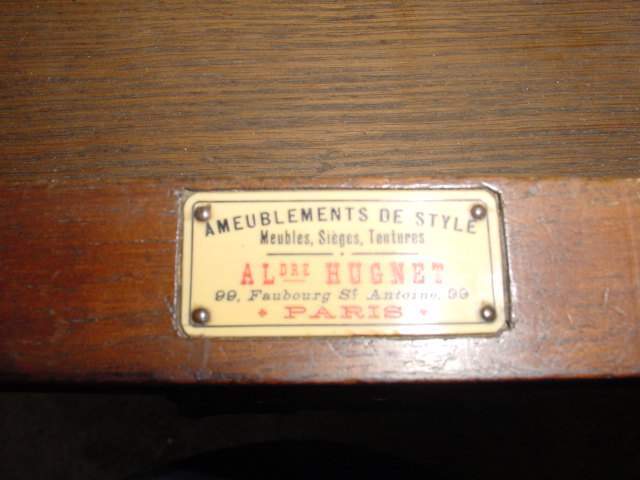 AMEUBLEMENTS DE STYLE
Meubles, Sièges, Tentures
ALDRE HUGNET
99, Faubourg St Antoine, 99
PARIS